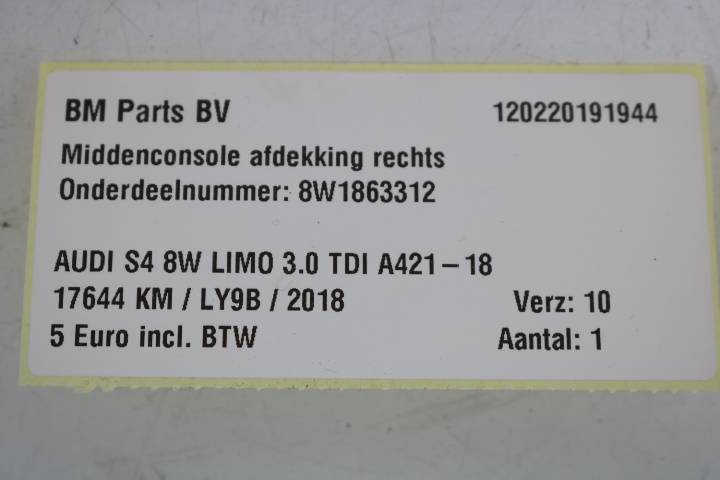 BM Parts BV 120220191944
Middenconsole afdekking rechts
Onderdeelnummer: 8W1863312
AUDI S4 8W LIMO 3.0 TDI A421-18
17644 KM / LY9B / 2018 Verz: 10
5 Euro incl. BTW Aantal: 1